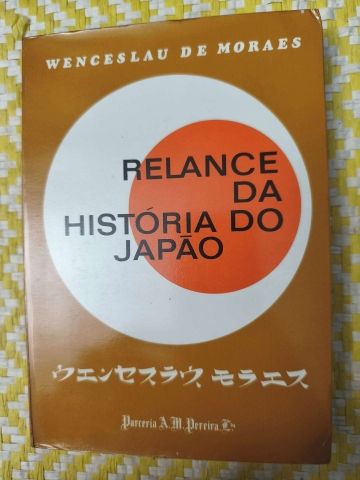 WENCESLAU DE MORAES
RELANCE
DA
HISTÓRIA DO
JAPÃO
ウエンセスラウス モラエス
Parceria A. M. Pereira, Lda